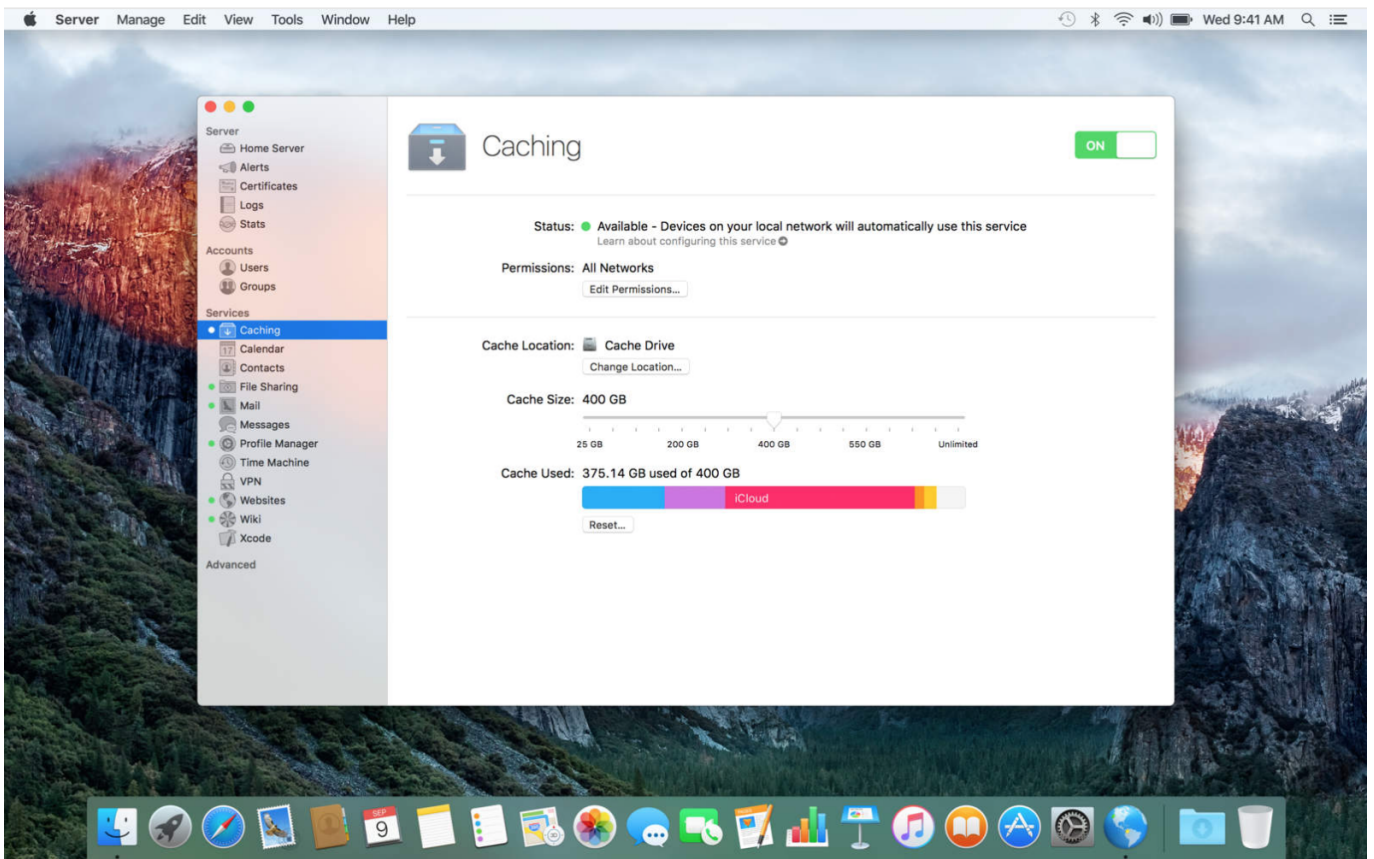 Server Manage Edit View Tools Window Help Wed 9:41 AM
Server
Home Server
Alerts
Certificates
Logs
Stats
Accounts
Users
Groups
Services
Caching
17 Calendar
Contacts
File Sharing
Mail
Messages
Profile Manager
Time Machine
VPN
Websites
Wiki
Xcode
Advanced
Caching
ON
Status: Available - Devices on your local network will automatically use this service
Learn about configuring this service
Permissions: All Networks
Edit Permissions...
Cache Location: Cache Drive
Change Location...
Cache Size: 400 GB
25 GB 200 GB 400 GB 550 GB Unlimited
Cache Used: 375.14 GB used of 400 GB
iCloud
Reset...
SEP
9